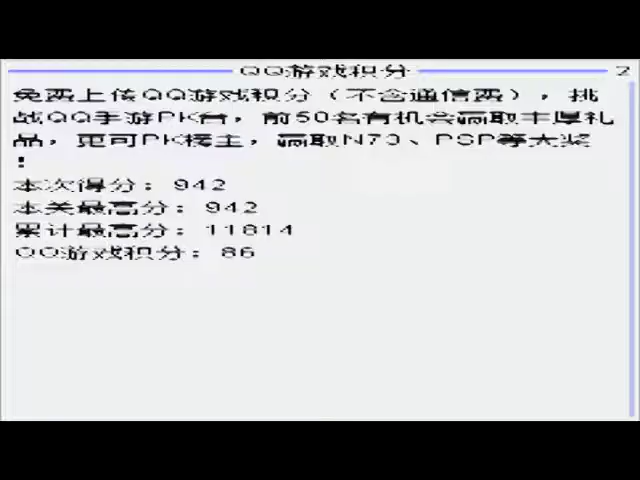 QQ游戏积分 2
免费上传QQ游戏积分（不含通信费），挑
战QQ手游PK台，前50名有机会赢取丰厚礼
品，更可PK擂主，赢取N73、PSP等大奖
！
本次得分：942
本关最高分：942
累计最高分：11814
QQ游戏积分：86